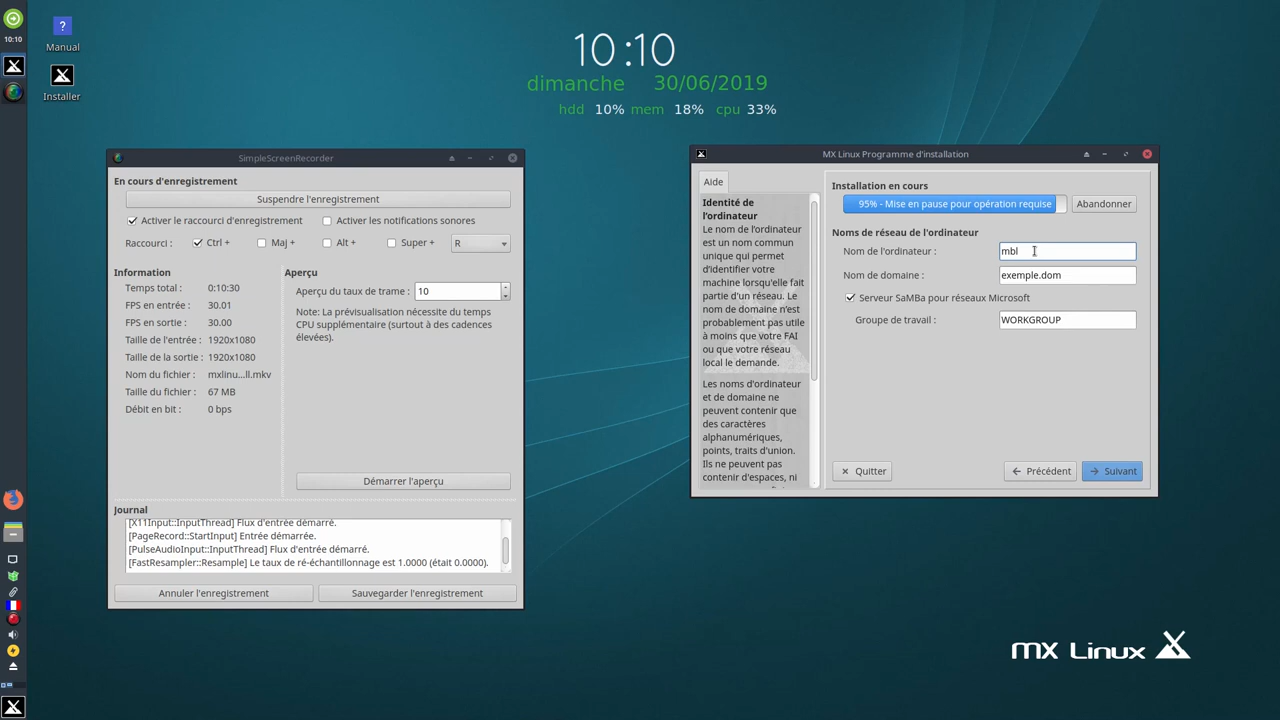 10:10
Manual
Installer
10:10
dimanche 30/06/2019
hdd 10% mem 18% cpu 33%
SimpleScreenRecorder
En cours d'enregistrement
Suspendre l'enregistrement
Activer le raccourci d'enregistrement
Activer les notifications sonores
Raccourci : Ctrl + Maj + Alt + Super + R
Information
Temps total : 0:10:30
FPS en entrée : 30.01
FPS en sortie : 30.00
Taille de l'entrée : 1920x1080
Taille de la sortie : 1920x1080
Nom du fichier : mxlinu...ll.mkv
Taille du fichier : 67 MB
Débit en bit : 0 bps
Aperçu
Aperçu du taux de trame : 10
Note: La prévisualisation nécesite du temps
CPU supplémentaire (surtout à des cadences
élevées).
Démarrer l'aperçu
Journal
[X11Input::InputThread] Flux d'entrée démarré.
[PageRecord::StartInput] Entrée démarrée.
[PulseAudioInput::InputThread] Flux d'entrée démarré.
[FastResampler::Resample] Le taux de ré-échantillonage est 1.0000 (était 0.0000).
Annuler l'enregistrement
Sauvegarder l'enregistrement
MX Linux Programme d'installation
Aide
Identité de
l'ordinateur
Le nom de l'ordinateur
est un nom commun
unique qui permet
d'identifier votre
machine lorsqu'elle fait
partie d'un réseau. Le
nom de domaine n'est
probablement pas utile
à moins que votre FAI
ou que votre réseau
local le demande.
Les noms d'ordinateur
et de domaine ne
peuvent contenir que
des caractères
alphanumériques,
points, traits d'union.
Ils ne peuvent pas
contenir d'espaces, ni
Installation en cours
95% - Mise en pause pour opération requise
Abandonner
Noms de réseau de l'ordinateur
Nom de l'ordinateur : mbl
Nom de domaine : exemple.dom
Serveur SaMBa pour réseaux Microsoft
Groupe de travail : WORKGROUP
Quitter
Précédent
Suivant
mx Linux